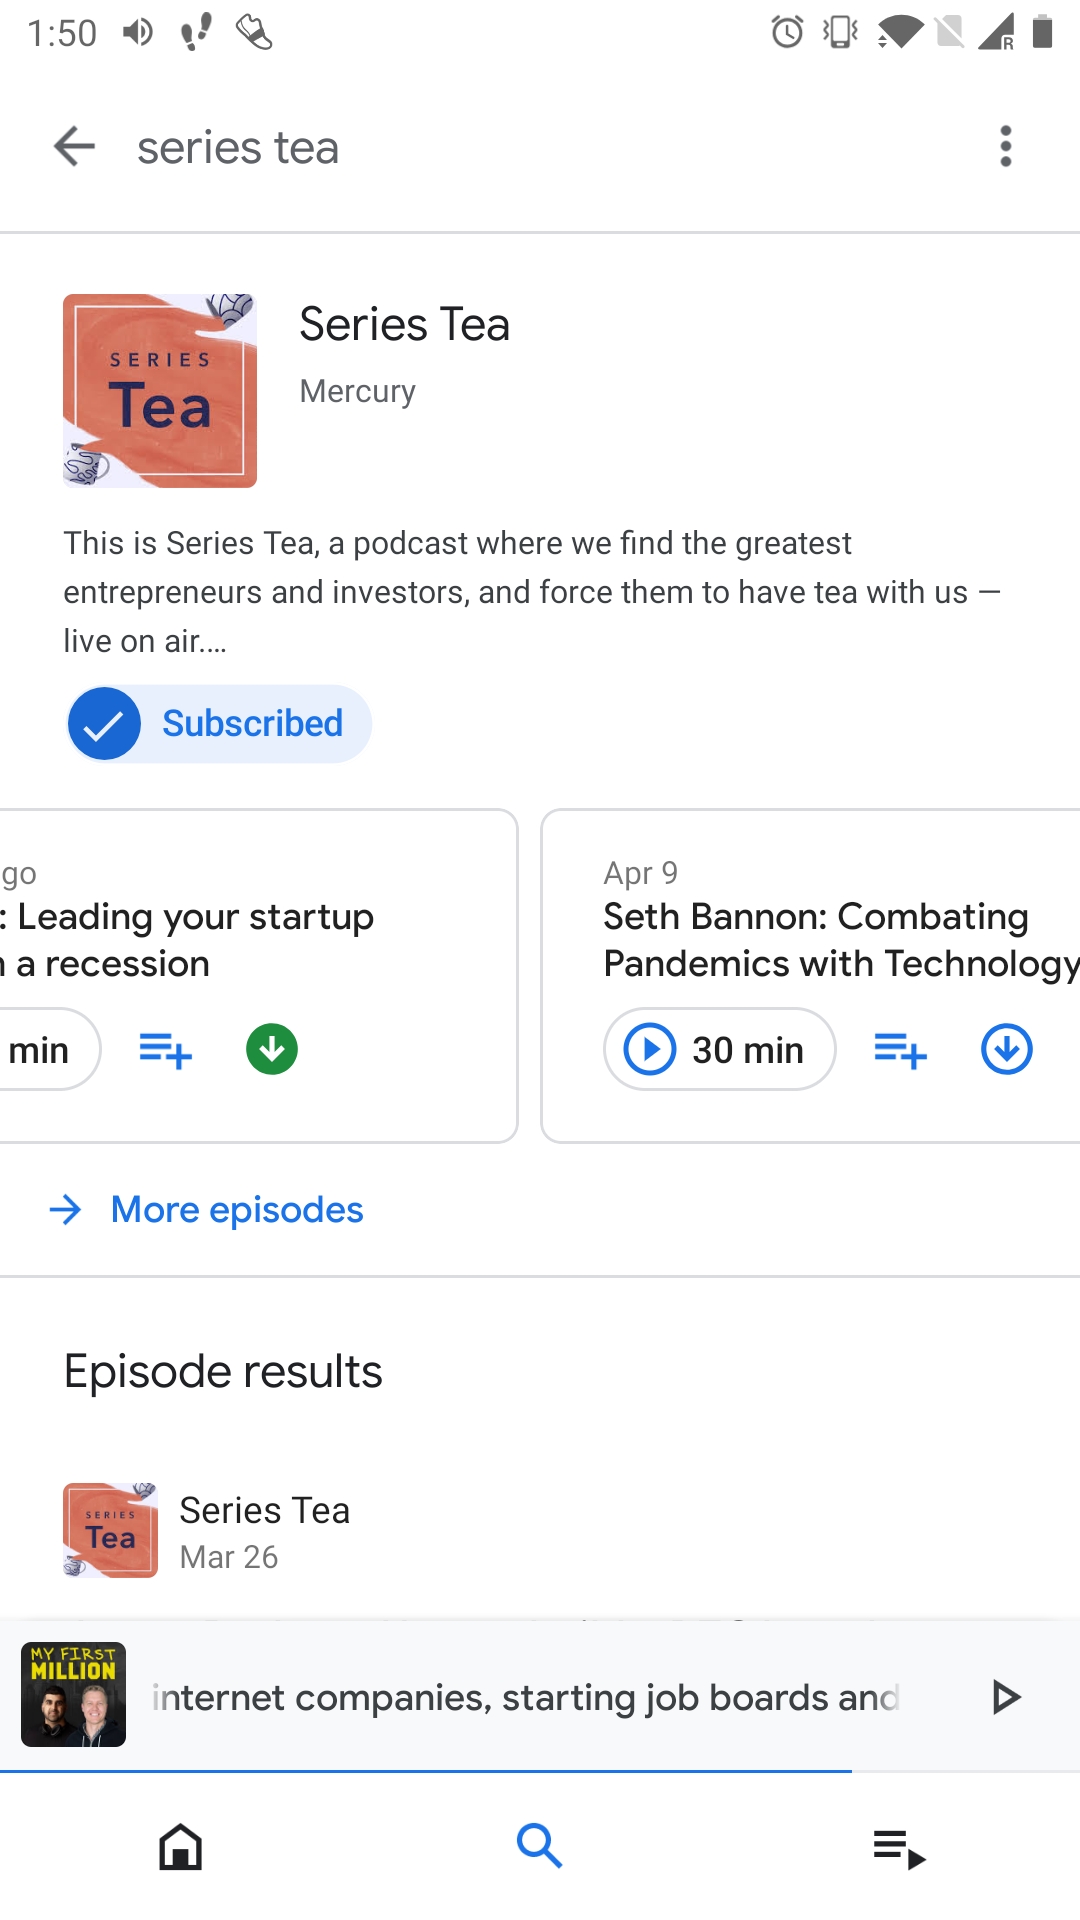 1:50
R
series tea
SERIES
Tea
Series Tea
Mercury
This is Series Tea, a podcast where we find the greatest
entrepreneurs and investors, and force them to have tea with us —
live on air....
Subscribed
go
: Leading your startup
a recession
min
Apr 9
Seth Bannon: Combating
Pandemics with Technology
30 min
More episodes
Episode results
SERIES
Tea
Series Tea
Mar 26
MY FIRST
MILLION
internet companies, starting job boards and